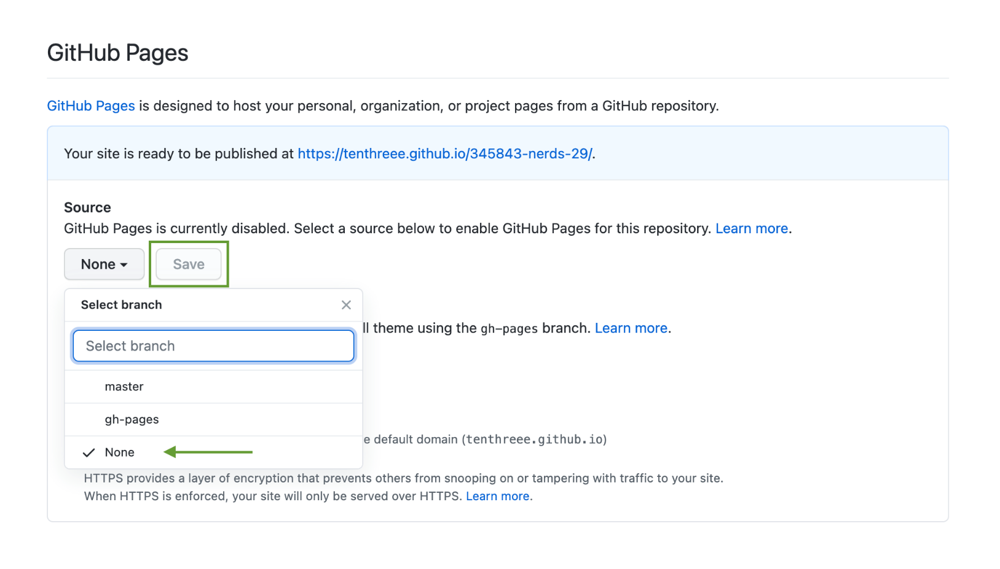 GitHub Pages
GitHub Pages is designed to host your personal, organization, or project pages from a GitHub repository.
Your site is ready to be published at https://tenthreee.github.io/345843-nerds-29/.
Source
GitHub Pages is currently disabled. Select a source below to enable GitHub Pages for this repository. Learn more.
None Save
Select branch
ll theme using the gh-pages branch. Learn more.
Select branch
master
gh-pages
e default domain (tenthreee.github.io)
None
HTTPS provides a layer of encryption that prevents others from snooping on or tampering with traffic to your site.
When HTTPS is enforced, your site will only be served over HTTPS. Learn more.